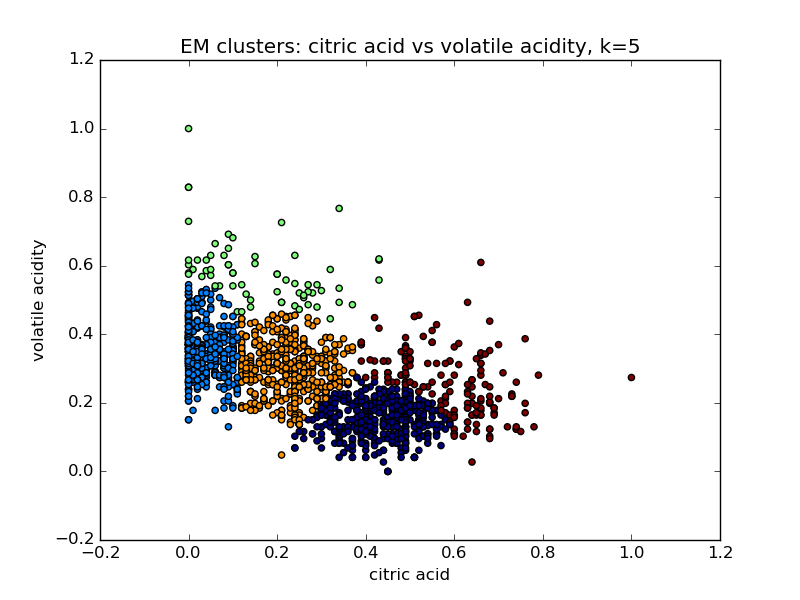 EM clusters: citric acid vs volatile acidity, k=5
1.2
1.0
0.8
0.6
0.4
0.2
0.0
−0.2
volatile acidity
−0.2 0.0 0.2 0.4 0.6 0.8 1.0 1.2
citric acid